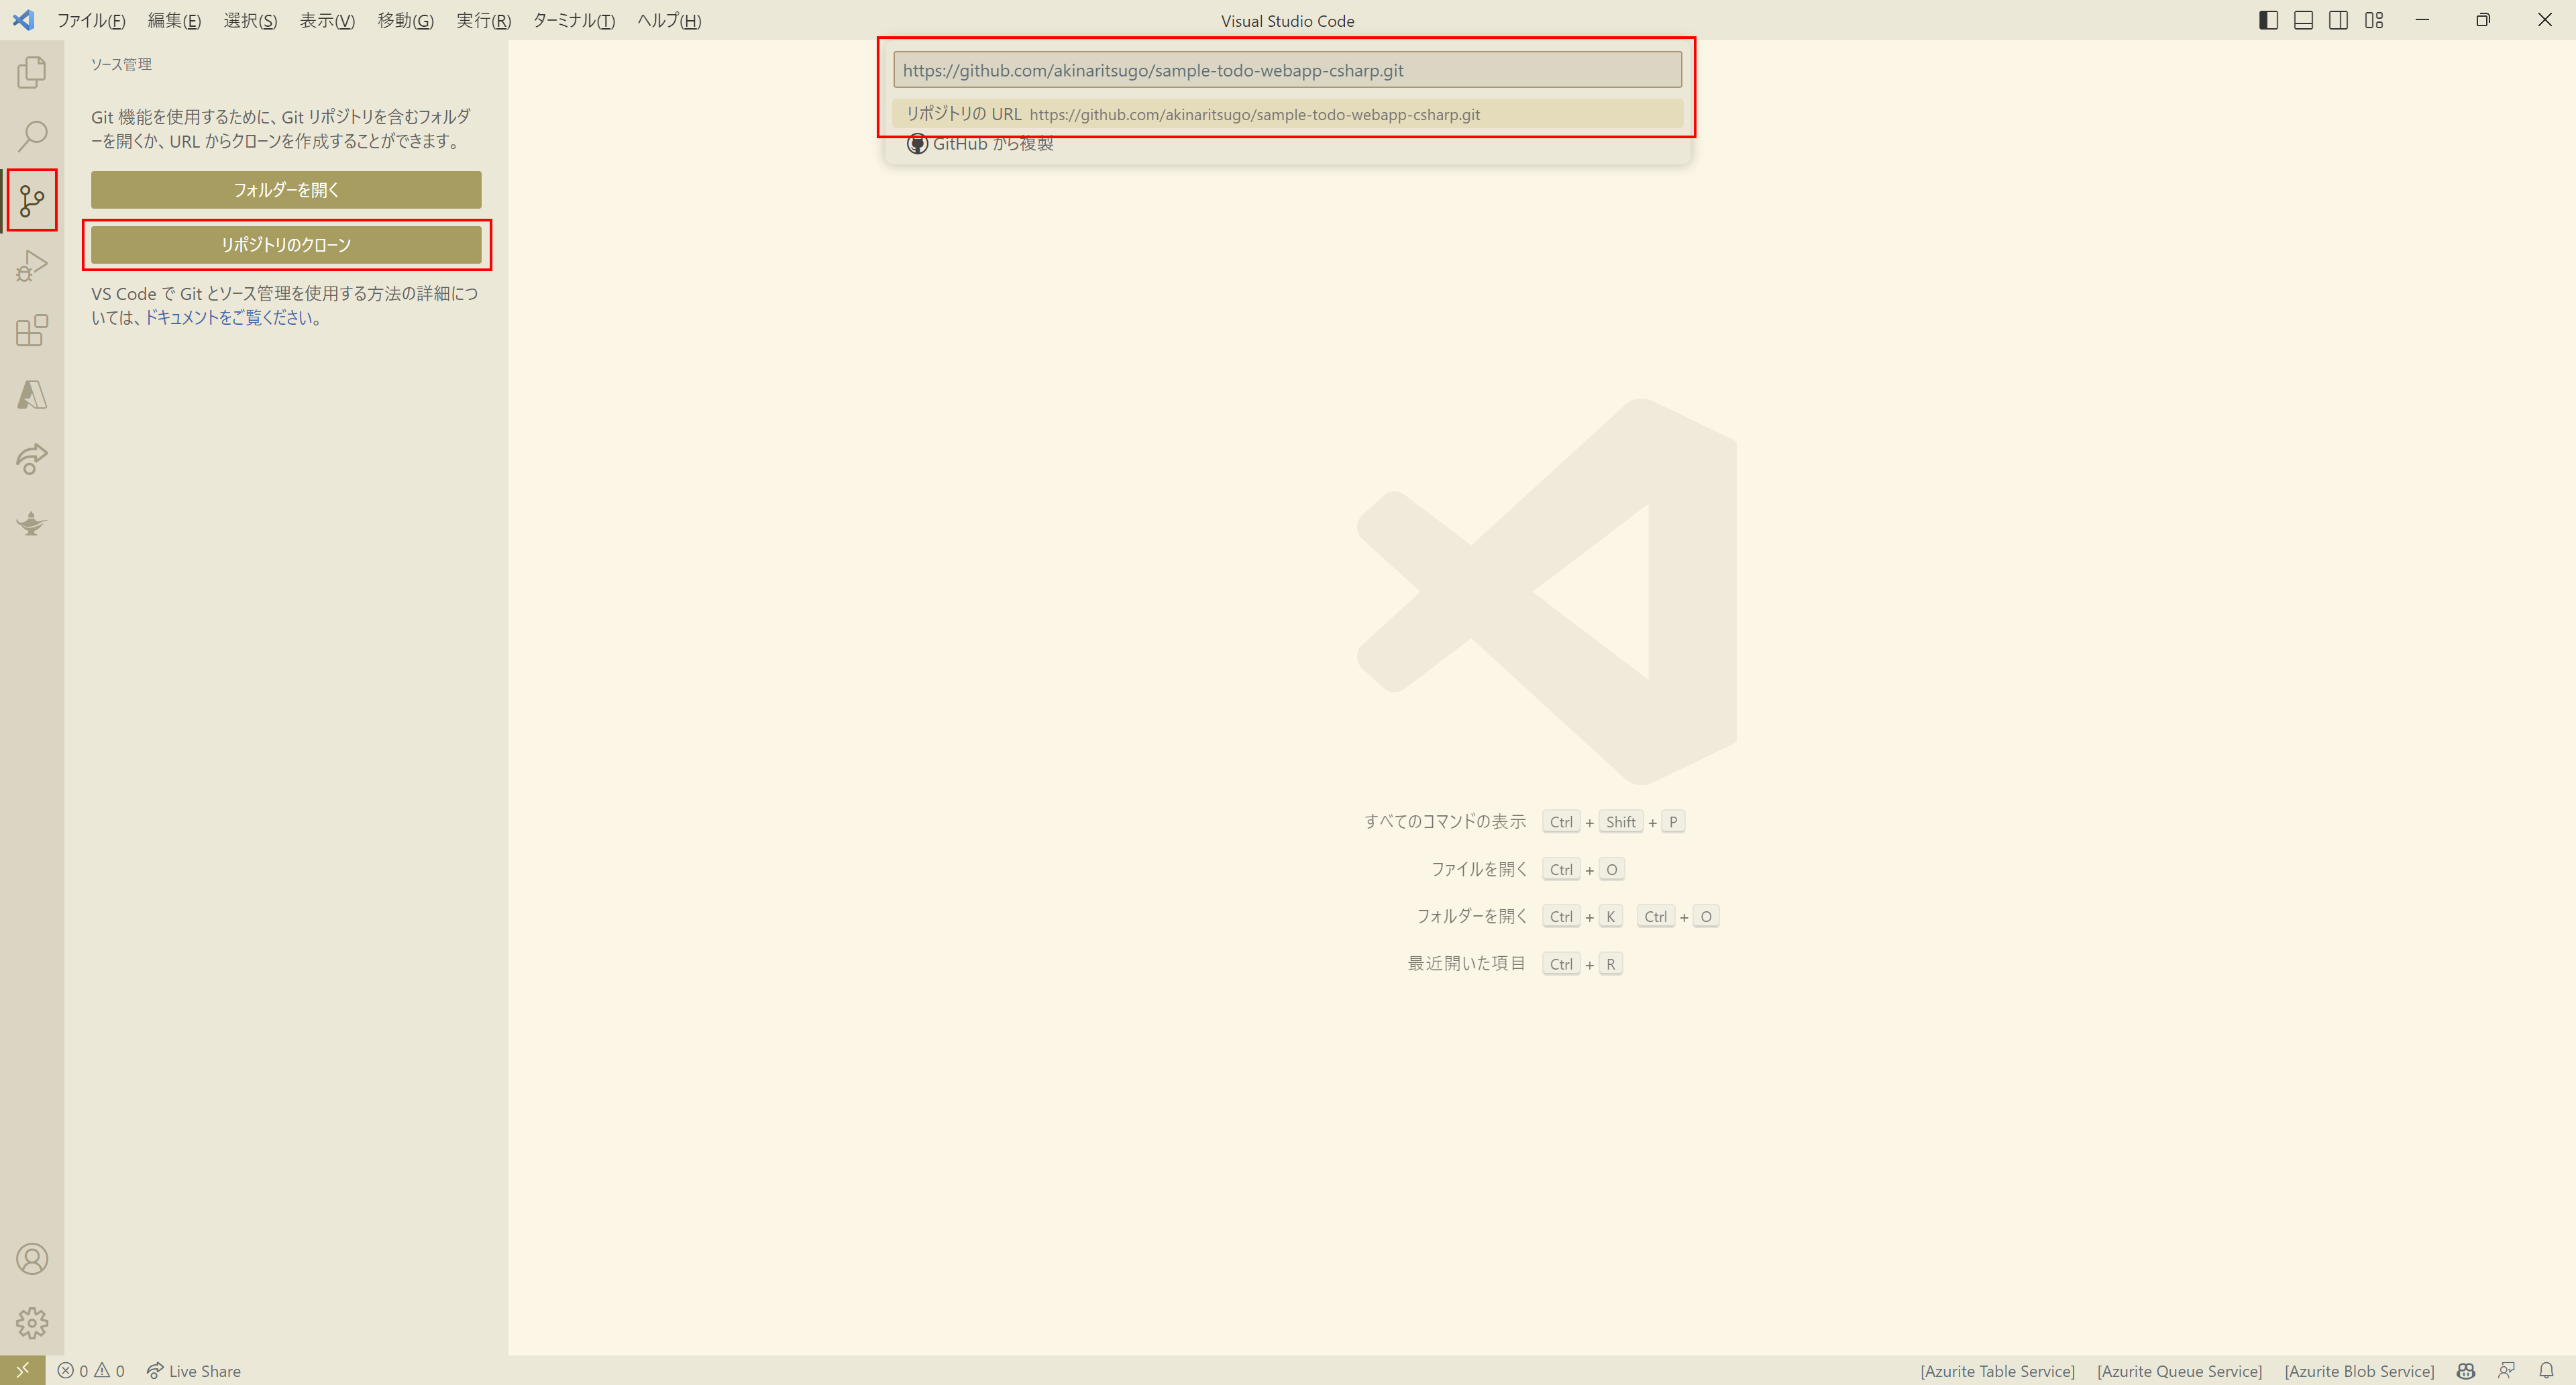 ファイル(F) 編集(E) 選択(S) 表示(V) 移動(G) 実行(R) ターミナル(T) ヘルプ(H) Visual Studio Code
ソース管理
Git 機能を使用するために、Git リポジトリを含むフォルダ
ーを開くか、URL からクローンを作成することができます。
フォルダーを開く
リポジトリのクローン
VS Code で Git とソース管理を使用する方法の詳細につ
いては、ドキュメントをご覧ください。
https://github.com/akinaritsugo/sample-todo-webapp-csharp.git
リポジトリの URL https://github.com/akinaritsugo/sample-todo-webapp-csharp.git
GitHub から複製
すべてのコマンドの表示 Ctrl + Shift + P
ファイルを開く Ctrl + O
フォルダーを開く Ctrl + K Ctrl + O
最近開いた項目 Ctrl + R
0 0 Live Share [Azurite Table Service] [Azurite Queue Service] [Azurite Blob Service]